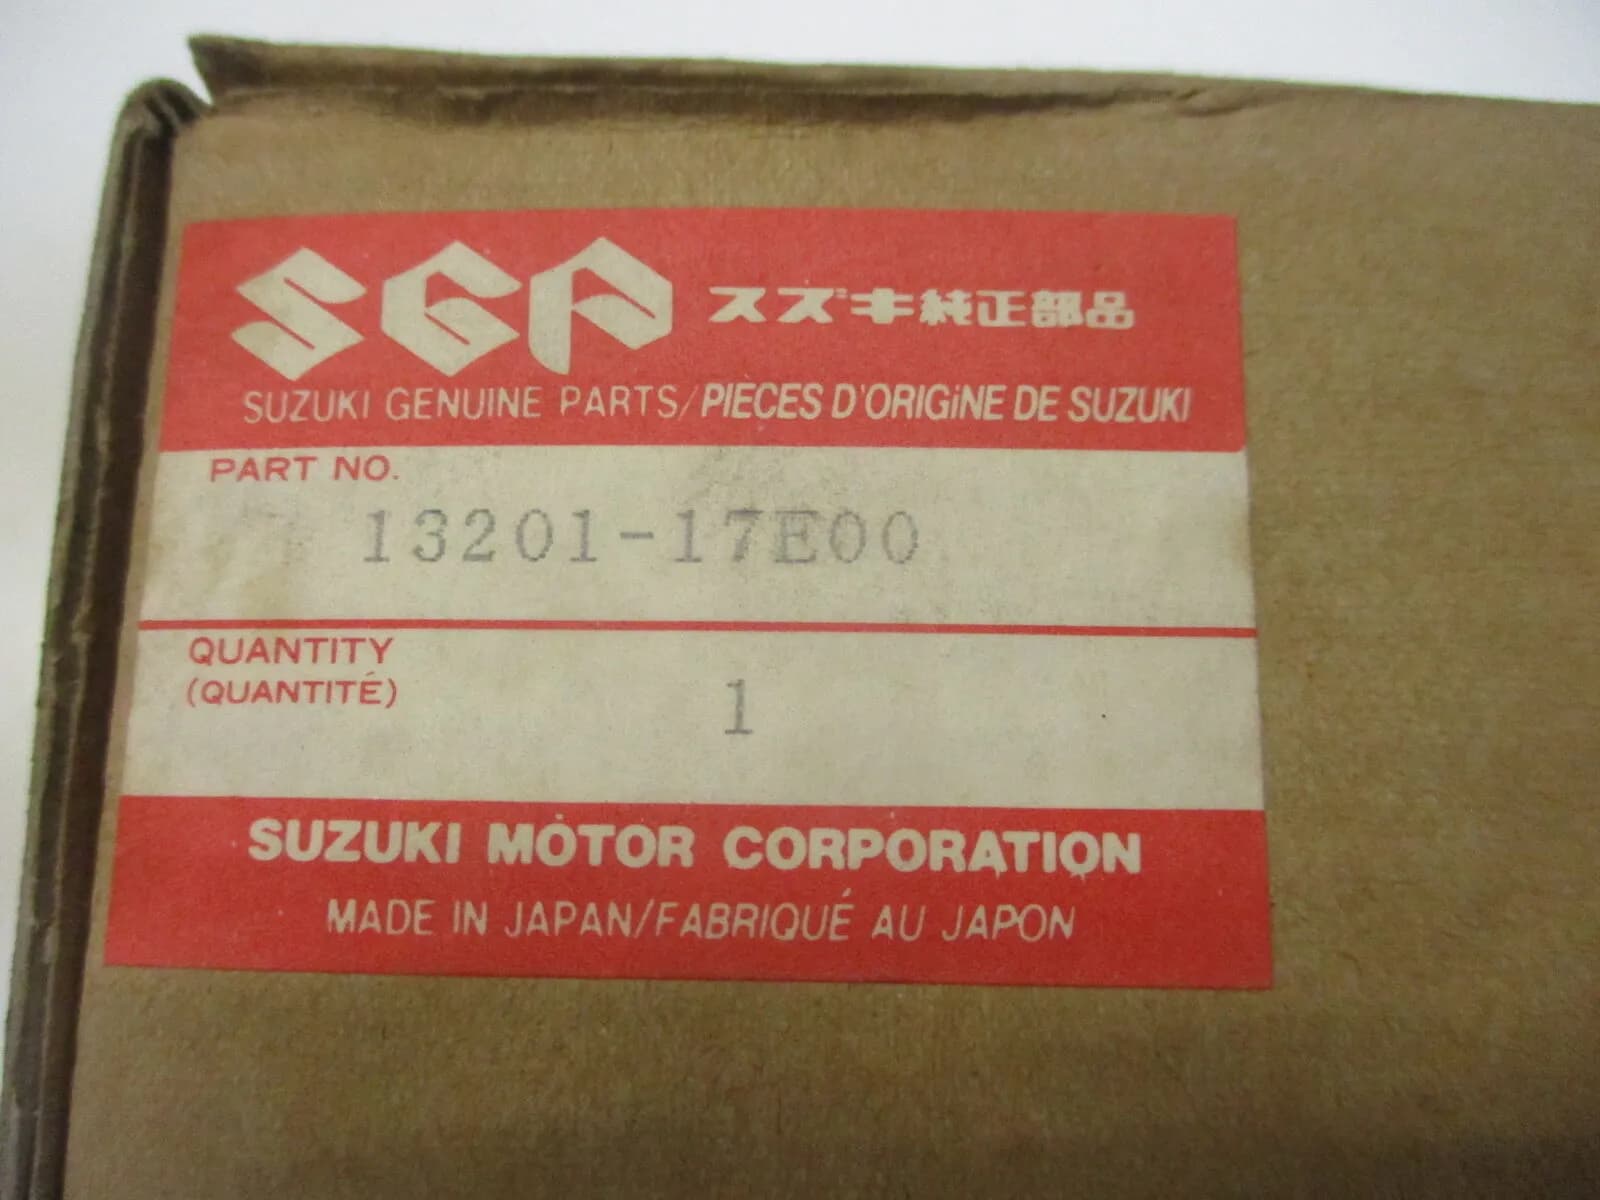 SGP スズキ純正部品
SUZUKI GENUINE PARTS/PIECES D'ORIGiNE DE SUZUKI
PART NO.
13201-17E00
QUANTITY
(QUANTITÉ)
1
SUZUKI MOTOR CORPORATION
MADE IN JAPAN/FABRIQUÉ AU JAPON